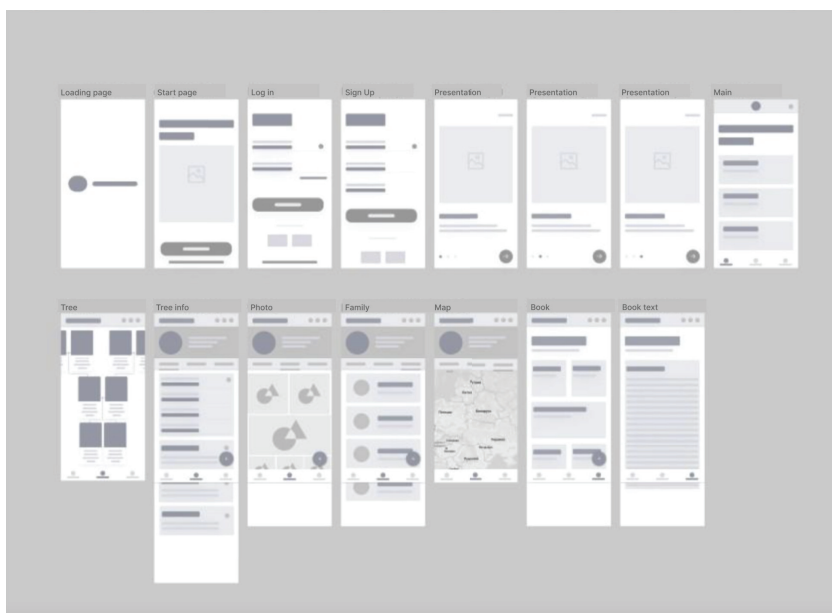 Loading page
Start page
Log in
Sign Up
Presentation
Presentation
Presentation
Main
Tree
Tree info
Photo
Family
Map
Book
Book text